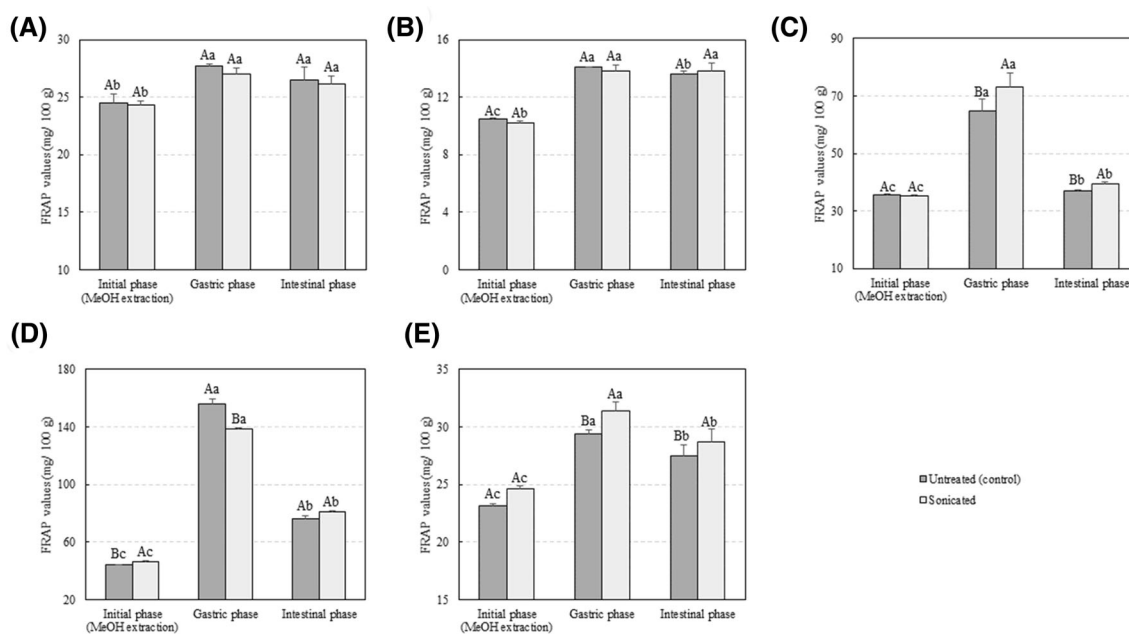 (A)
FRAP values (mg/ 100 g)
30
25
20
15
10
Ab Ab
Aa Aa
Aa Aa
Initial phase
(MeOH extraction)
Gastric phase
Intestinal phase
(B)
FRAP values (mg/ 100 g)
16
12
8
4
0
Ac Ab
Aa Aa
Ab Aa
Initial phase
(MeOH extraction)
Gastric phase
Intestinal phase
(C)
FRAP values (mg/ 100 g)
90
70
50
30
10
Ac Ac
Ba Aa
Bb Ab
Initial phase
(MeOH extraction)
Gastric phase
Intestinal phase
(D)
FRAP values (mg/ 100 g)
180
140
100
60
20
Bc Ac
Aa Ba
Ab Ab
Initial phase
(MeOH extraction)
Gastric phase
Intestinal phase
(E)
FRAP values (mg/ 100 g)
35
30
25
20
15
Ac Ac
Ba Aa
Bb Ab
Initial phase
(MeOH extraction)
Gastric phase
Intestinal phase
Untreated (control)
Sonicated